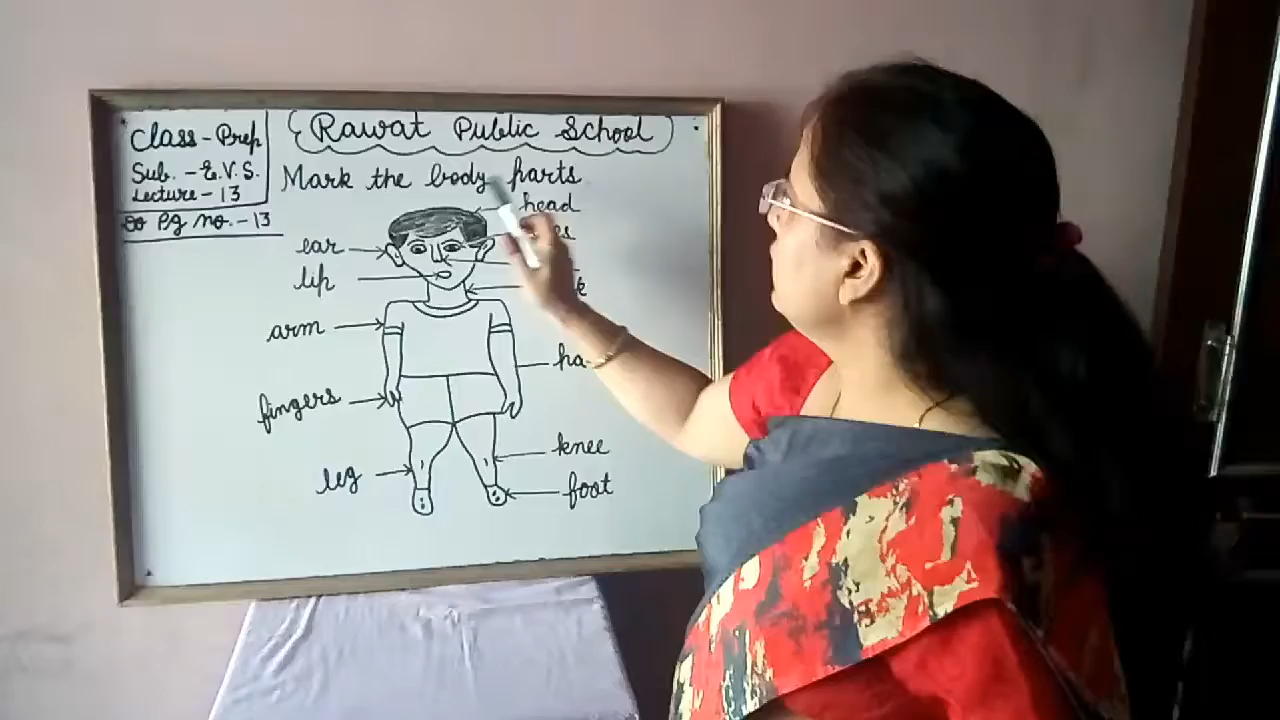 Rawat Public School
Class - Prep
Sub. - E.V.S.
Lecture - 13
Do Pg no. - 13
Mark the body parts
head
ear
lip
arm
fingers
knee
leg
foot